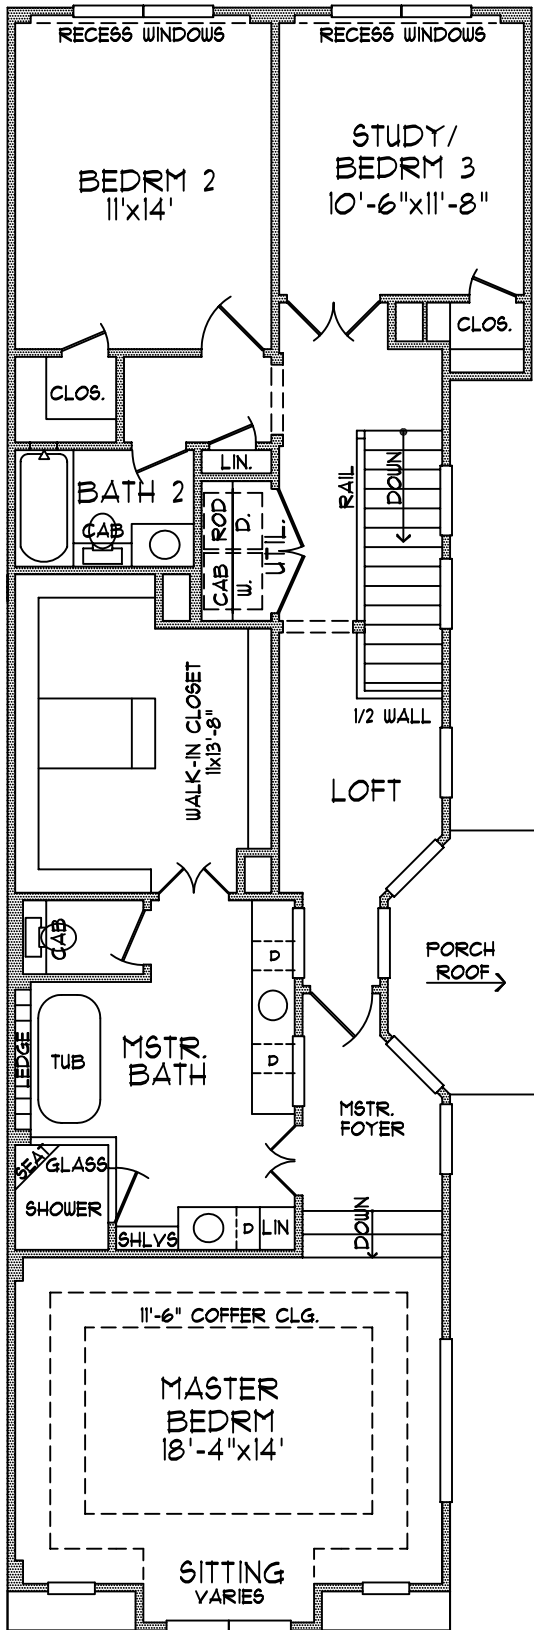 RECESS WINDOWS
RECESS WINDOWS
BEDRM 2
11'x14'
STUDY/
BEDRM 3
10'-6"x11'-8"
CLOS.
CLOS.
LIN.
BATH 2
CAB
ROD
D.
CAB
W.
UTIL.
RAIL
DOWN
1/2 WALL
WALK-IN CLOSET
11x13'-8"
LOFT
CAB
D
PORCH
ROOF
MSTR.
BATH
TUB
LEDGE
D
MSTR.
FOYER
SEAT
GLASS
SHOWER
SHLVS
D
LIN
DOWN
11'-6" COFFER CLG.
MASTER
BEDRM
18'-4"x14'
SITTING
VARIES